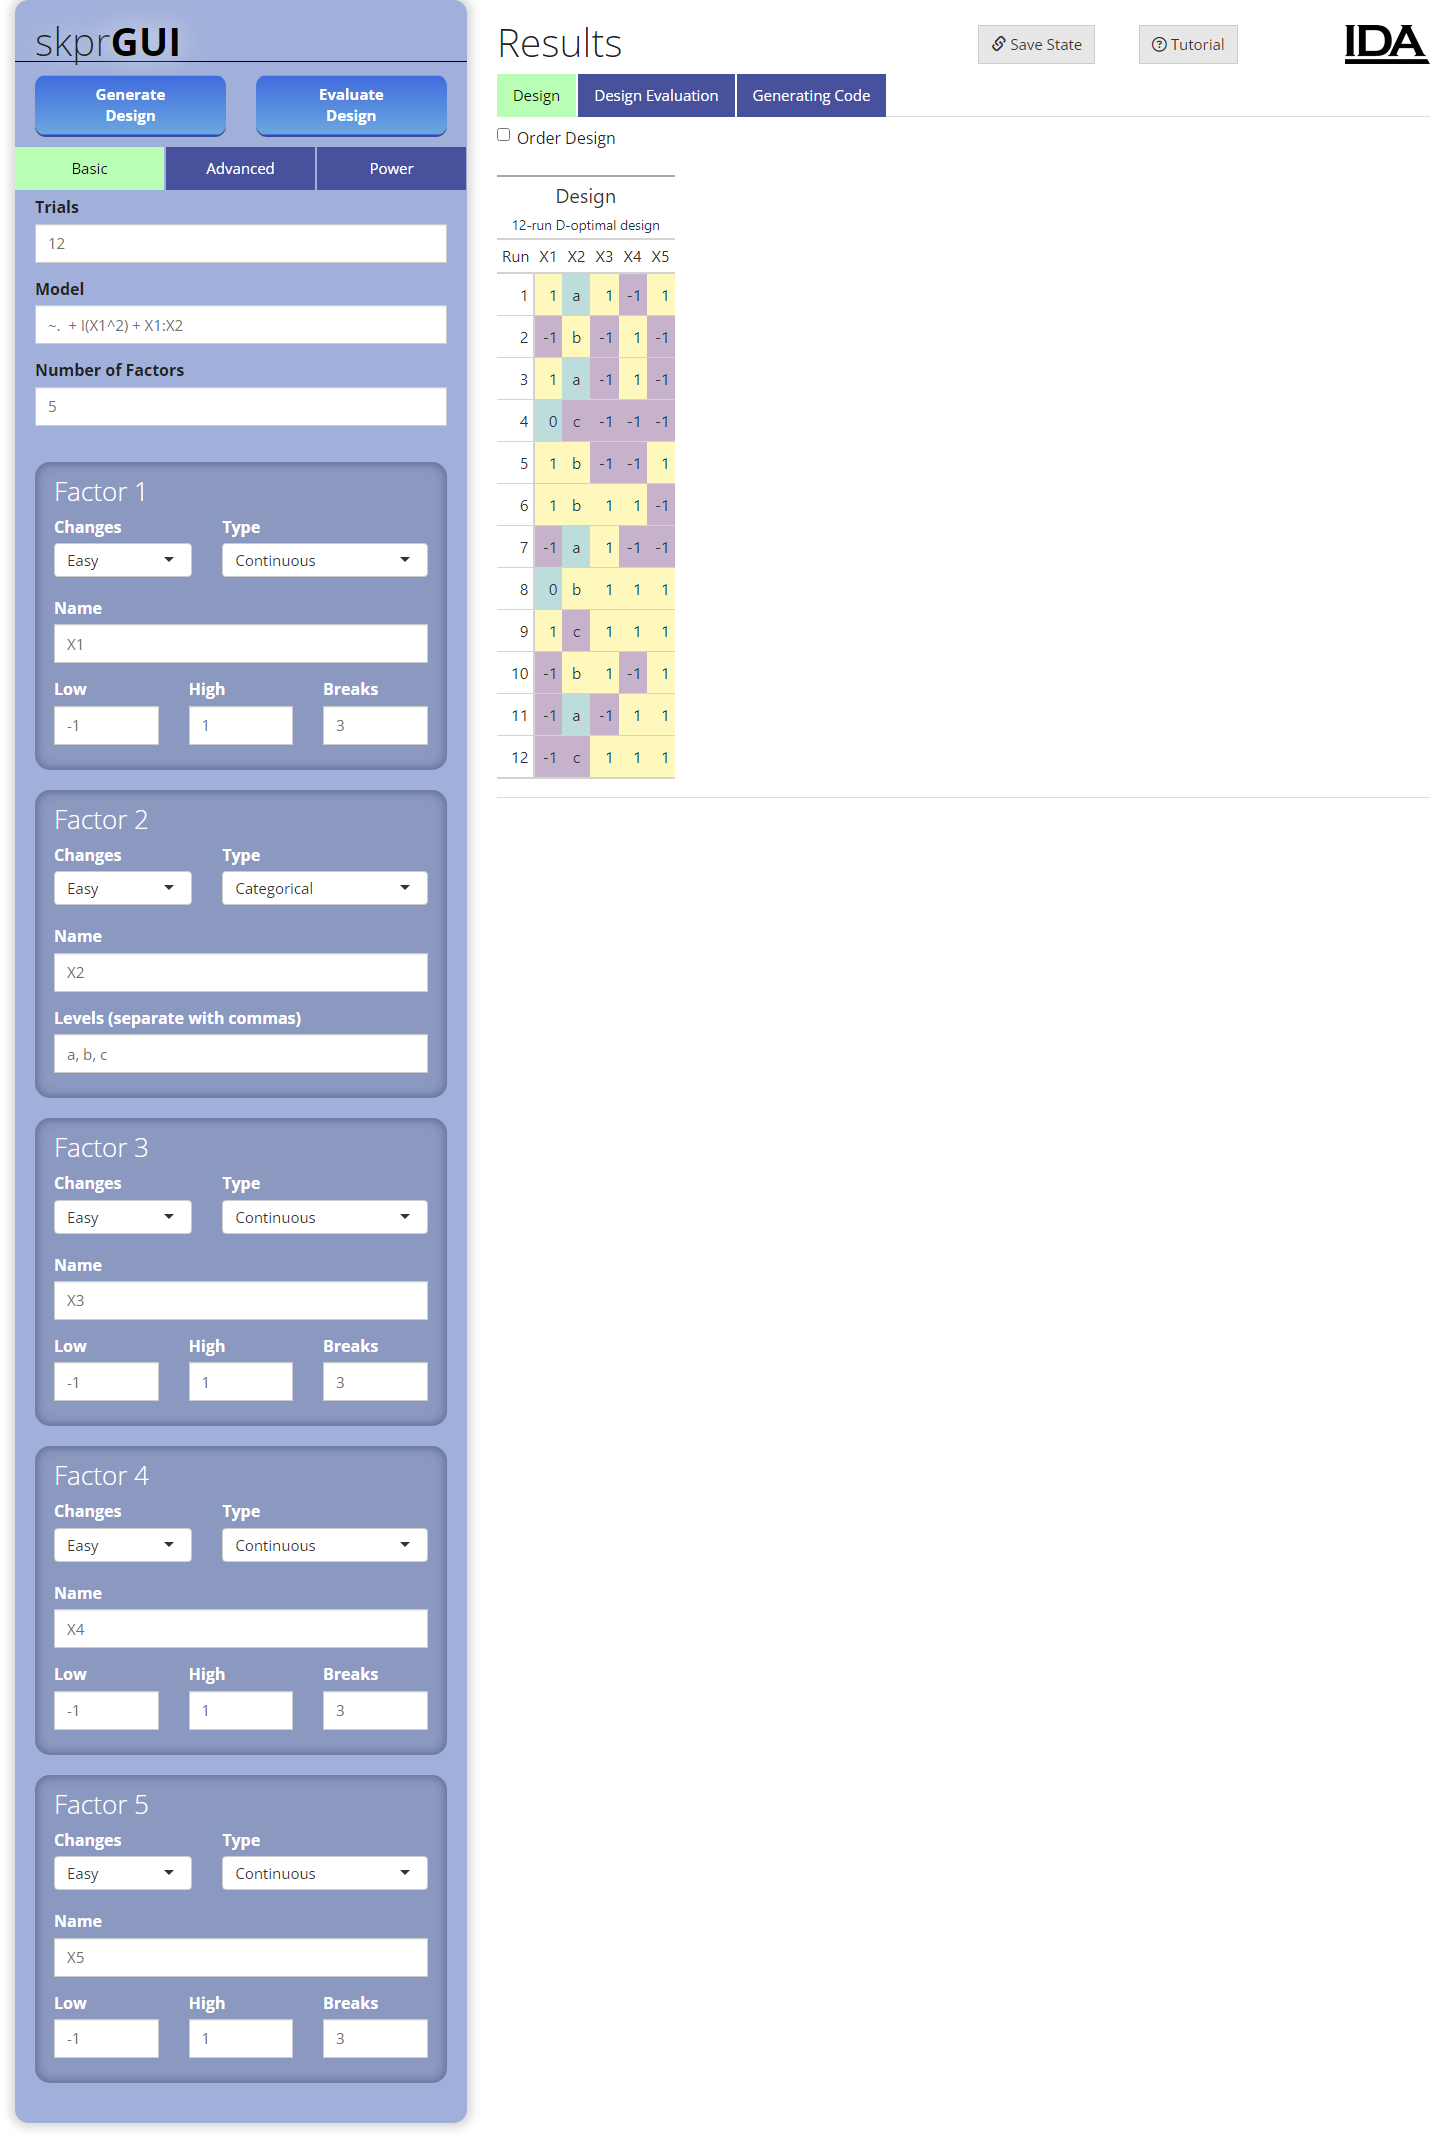 skprGUI
Generate
Design
Evaluate
Design
Basic
Advanced
Power
Trials
12
Model
~. + I(X1^2) + X1:X2
Number of Factors
5
Factor 1
Changes Type
Easy Continuous
Name
X1
Low High Breaks
-1 1 3
Factor 2
Changes Type
Easy Categorical
Name
X2
Levels (separate with commas)
a, b, c
Factor 3
Changes Type
Easy Continuous
Name
X3
Low High Breaks
-1 1 3
Factor 4
Changes Type
Easy Continuous
Name
X4
Low High Breaks
-1 1 3
Factor 5
Changes Type
Easy Continuous
Name
X5
Low High Breaks
-1 1 3
Results
Save State
Tutorial
IDA
Design
Design Evaluation
Generating Code
Order Design
Design
12-run D-optimal design
Run X1 X2 X3 X4 X5
1 1 a 1 -1 1
2 -1 b -1 1 -1
3 1 a -1 1 -1
4 0 c -1 -1 -1
5 1 b -1 -1 1
6 1 b 1 1 -1
7 -1 a 1 -1 -1
8 0 b 1 1 1
9 1 c 1 1 1
10 -1 b 1 -1 1
11 -1 a -1 1 1
12 -1 c 1 1 1